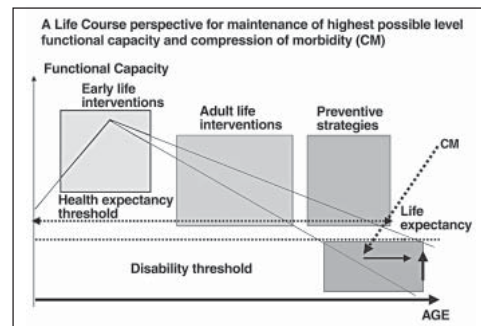 A Life Course perspective for maintenance of highest possible level
functional capacity and compression of morbidity (CM)
Functional Capacity
Early life
interventions
Adult life
interventions
Preventive
strategies
CM
Health expectancy
threshold
Life
expectancy
Disability threshold
AGE